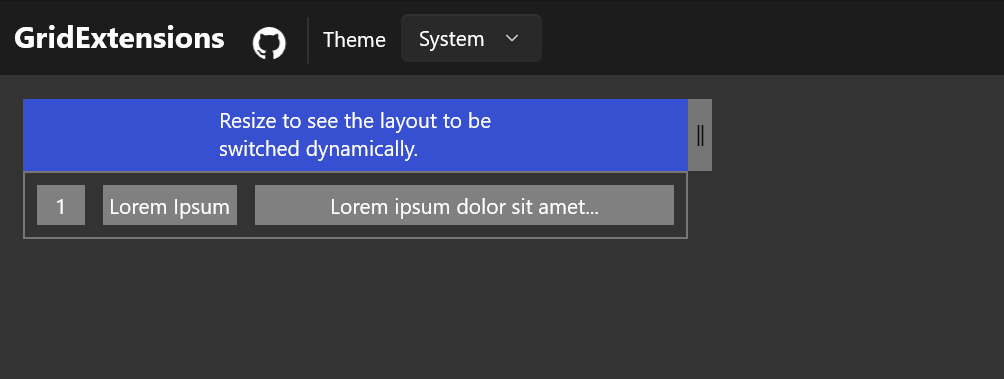 GridExtensions Theme System
Resize to see the layout to be
switched dynamically.
1 Lorem Ipsum Lorem ipsum dolor sit amet...